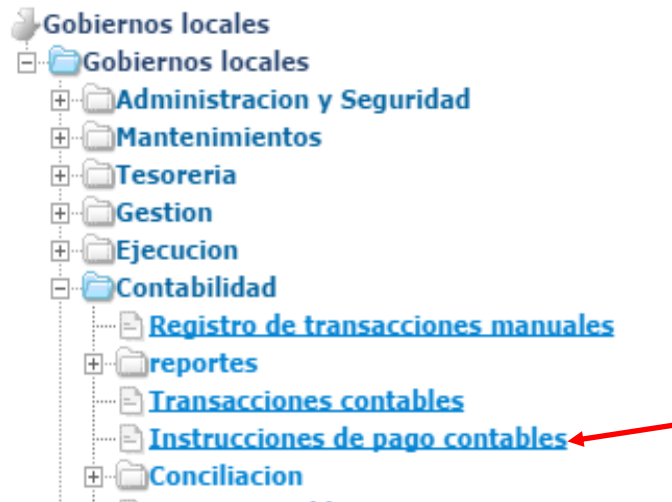 Gobiernos locales
Gobiernos locales
Administracion y Seguridad
Mantenimientos
Tesoreria
Gestion
Ejecucion
Contabilidad
Registro de transacciones manuales
reportes
Transacciones contables
Instrucciones de pago contables
Conciliacion